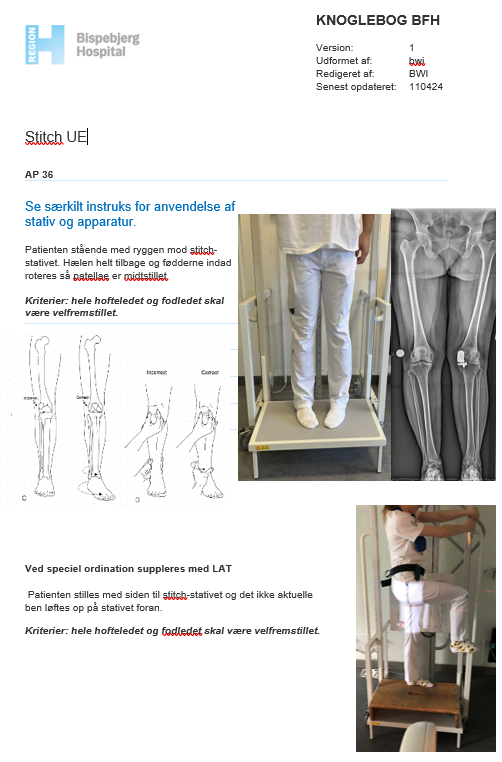 REGION
H
Bispebjerg
Hospital
KNOGLEBOG BFH
Version: 1
Udformet af: bwi
Redigeret af: BWI
Senest opdateret: 110424
Stitch UE
AP 36
Se særkilt instruks for anvendelse af
stativ og apparatur.
Patienten stående med ryggen mod stitch-
stativet. Hælen helt tilbage og fødderne indad
roteres så patellae er midtstillet.
Kriterier: hele hofteledet og fodledet skal
være velfremstillet.
Incorrect Correct
Ved speciel ordination suppleres med LAT
Patienten stilles med siden til stitch-stativet og det ikke aktuelle
ben løftes op på stativet foran.
Kriterier: hele hofteledet og fodledet skal være velfremstillet.